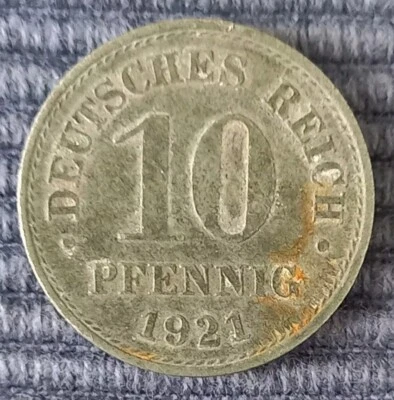 DEUTSCHES REICH
10
PFENNIG
1921